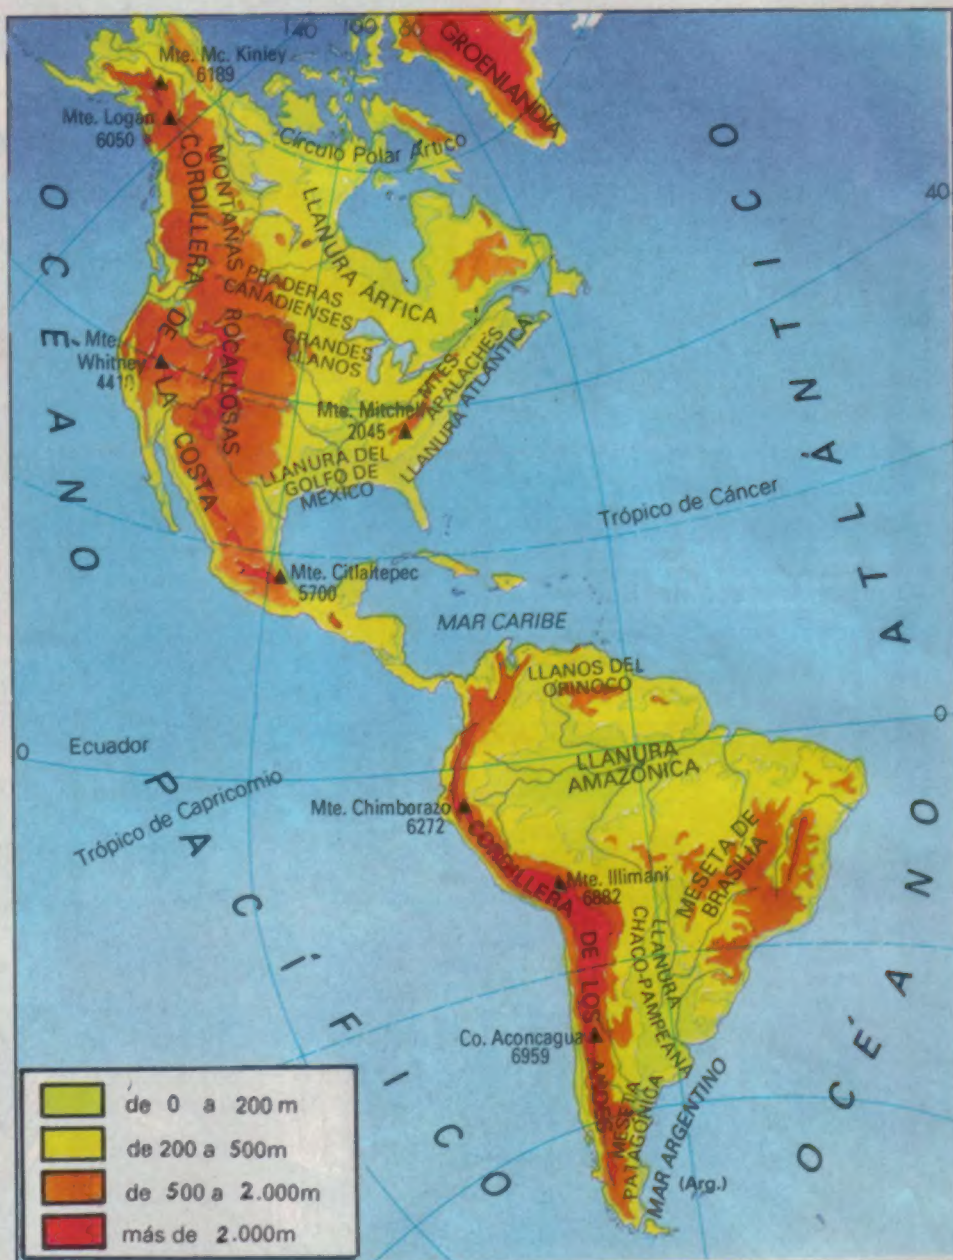 140
100
60
GROENLANDIA
Mte. Mc. Kinley
6189
Mte. Logan
6050
Círculo Polar Ártico
OCÉANO PACÍFICO
OCÉANO ATLÁNTICO
40
CORDILLERA DE LA COSTA
MONTAÑAS ROCALLOSAS
LLANURA ÁRTICA
PRADERAS
CANADIENSES
GRANDES
LLANOS
Mte.
Whitney
4410
MTES
APALACHES
LLANURA ATLÁNTICA
Mte. Mitchell
2045
LLANURA DEL
GOLFO DE
MÉXICO
Trópico de Cáncer
Mte. Citlaltepec
5700
MAR CARIBE
LLANOS DEL
ORINOCO
0
Ecuador
0
LLANURA
AMAZÓNICA
Trópico de Capricornio
Mte. Chimborazo
6272
CORDILLERA DE LOS ANDES
MESETA DE
BRASILIA
Mte. Illimani
6882
LLANURA
CHACO-PAMPEANA
Co. Aconcagua
6959
MESETA
PATAGÓNICA
MAR ARGENTINO
(Arg.)
de 0 a 200 m
de 200 a 500m
de 500 a 2.000m
más de 2.000m